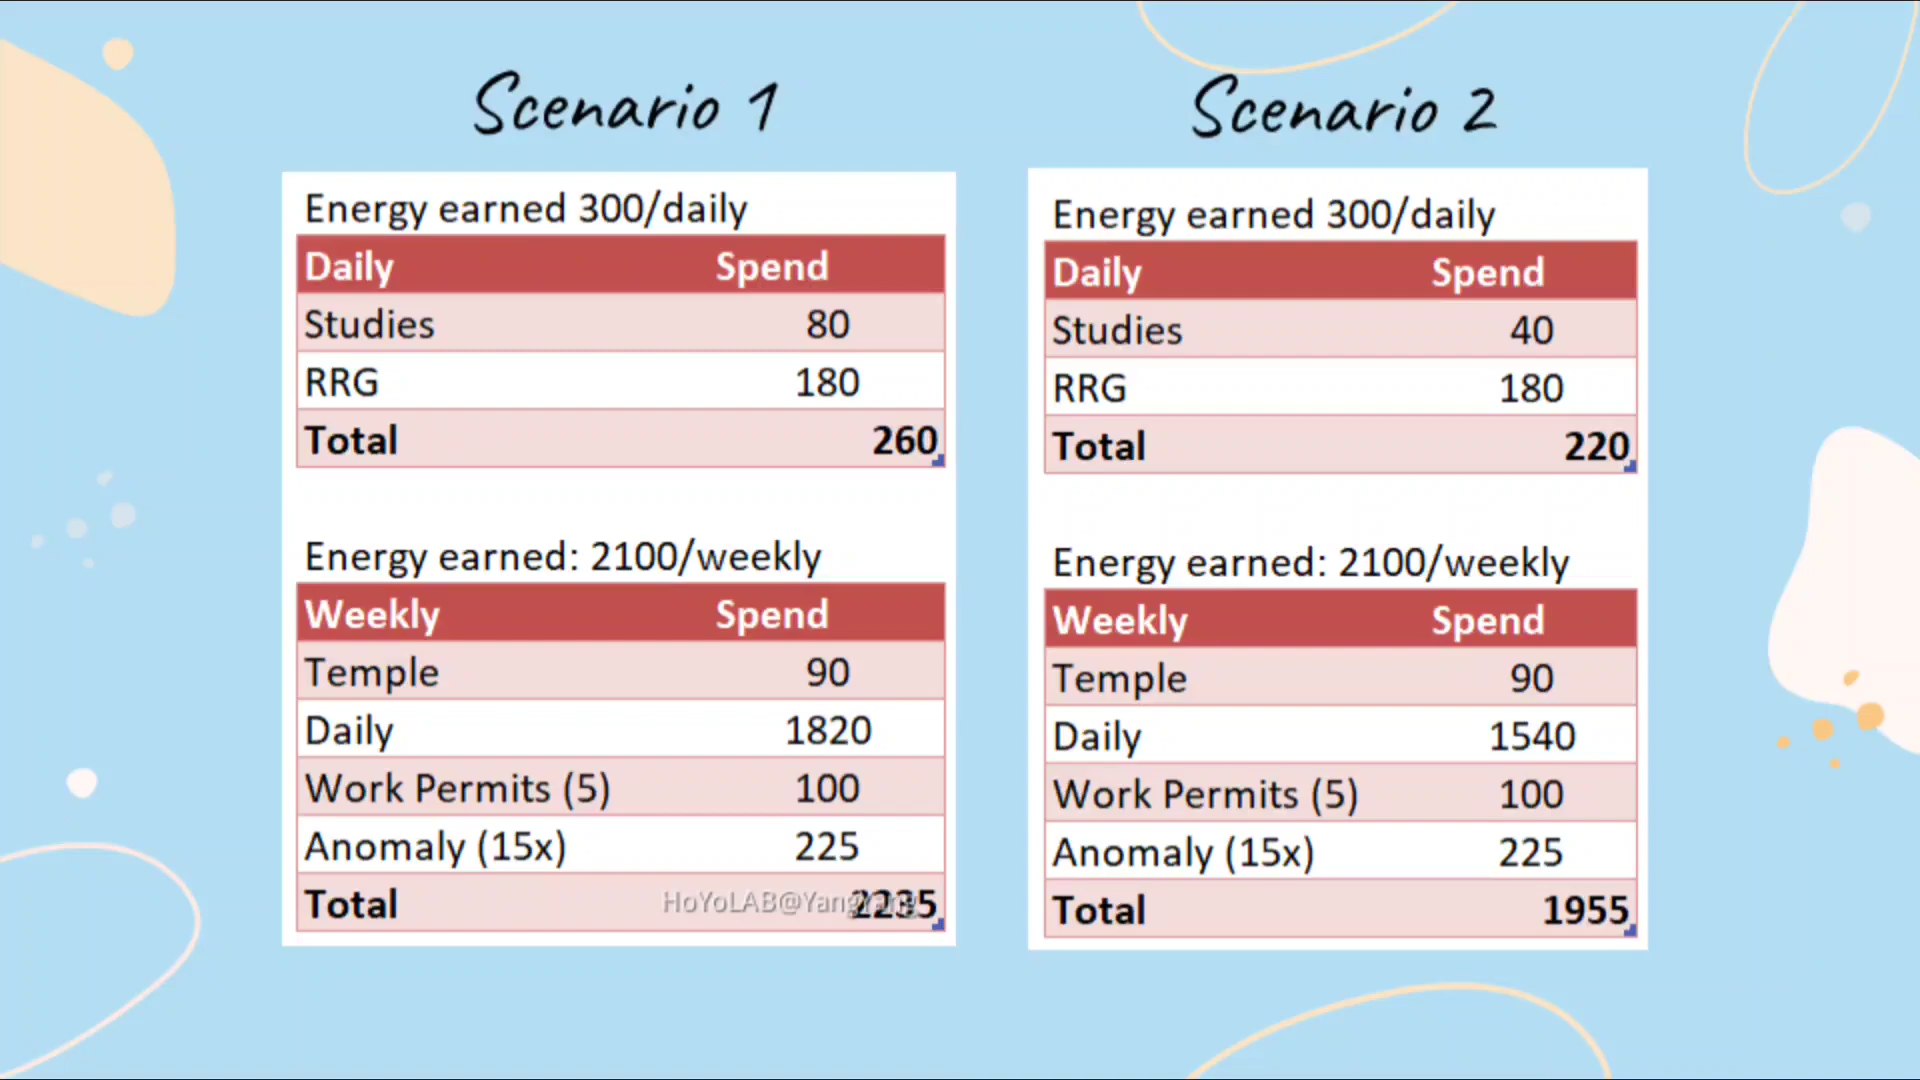 Scenario 1
Energy earned 300/daily
Daily Spend
Studies 80
RRG 180
Total 260
Energy earned: 2100/weekly
Weekly Spend
Temple 90
Daily 1820
Work Permits (5) 100
Anomaly (15x) 225
Total 2235
HoYoLAB@YangYang
Scenario 2
Energy earned 300/daily
Daily Spend
Studies 40
RRG 180
Total 220
Energy earned: 2100/weekly
Weekly Spend
Temple 90
Daily 1540
Work Permits (5) 100
Anomaly (15x) 225
Total 1955